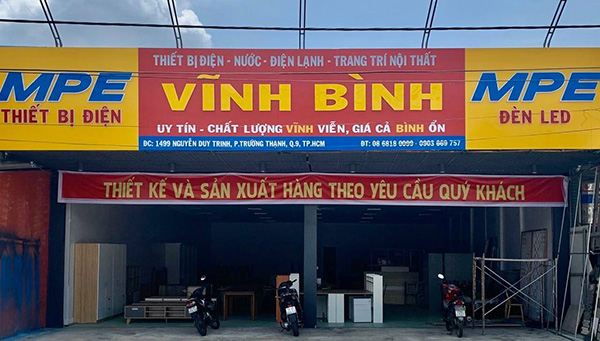 MPE
THIẾT BỊ ĐIỆN
THIẾT BỊ ĐIỆN - NƯỚC - ĐIỆN LẠNH - TRANG TRÍ NỘI THẤT
VĨNH BÌNH
UY TÍN - CHẤT LƯỢNG VĨNH VIỄN, GIÁ CẢ BÌNH ỔN
ĐC: 1499 NGUYỄN DUY TRINH, P.TRƯỜNG THẠNH, Q.9, TP.HCM
ĐT: 08 6818 0099 - 0903 669 757
MPE
ĐÈN LED
THIẾT KẾ VÀ SẢN XUẤT HÀNG THEO YÊU CẦU QUÝ KHÁCH